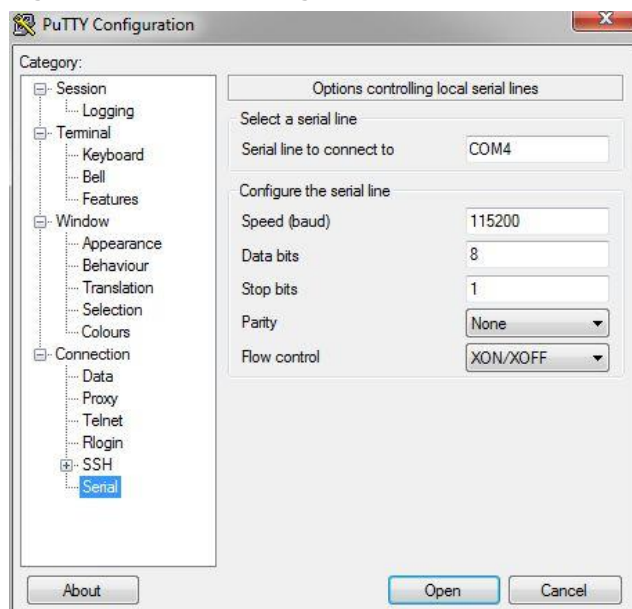 PuTTY Configuration
X
Category:
Session
Logging
Terminal
Keyboard
Bell
Features
Window
Appearance
Behaviour
Translation
Selection
Colours
Connection
Data
Proxy
Telnet
Rlogin
SSH
Serial
Options controlling local serial lines
Select a serial line
Serial line to connect to COM4
Configure the serial line
Speed (baud) 115200
Data bits 8
Stop bits 1
Parity None
Flow control XON/XOFF
About Open Cancel